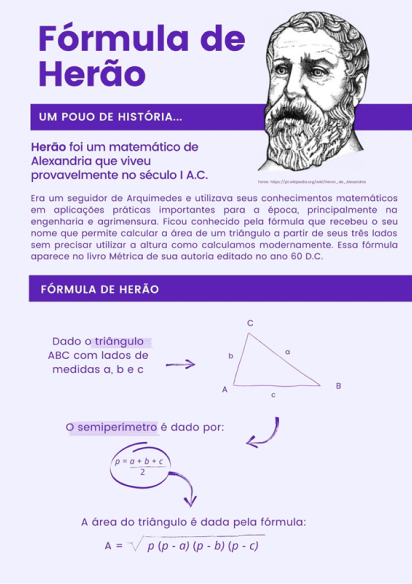 Fórmula de
Herão
UM POUO DE HISTÓRIA...
Herão foi um matemático de
Alexandria que viveu
provavelmente no século I A.C.
Fonte: https://pt.wikipedia.org/wiki/Heron_de_Alexandria
Era um seguidor de Arquimedes e utilizava seus conhecimentos matemáticos
em aplicações práticas importantes para a época, principalmente na
engenharia e agrimensura. Ficou conhecido pela fórmula que recebeu o seu
nome que permite calcular a área de um triângulo a partir de seus três lados
sem precisar utilizar a altura como calculamos modernamente. Essa fórmula
aparece no livro Métrica de sua autoria editado no ano 60 D.C.
FÓRMULA DE HERÃO
Dado o triângulo
ABC com lados de
medidas a, b e c
C
b
a
A
B
c
O semiperímetro é dado por:
p = a + b + c
2
A área do triângulo é dada pela fórmula:
A = √ p (p - a) (p - b) (p - c)